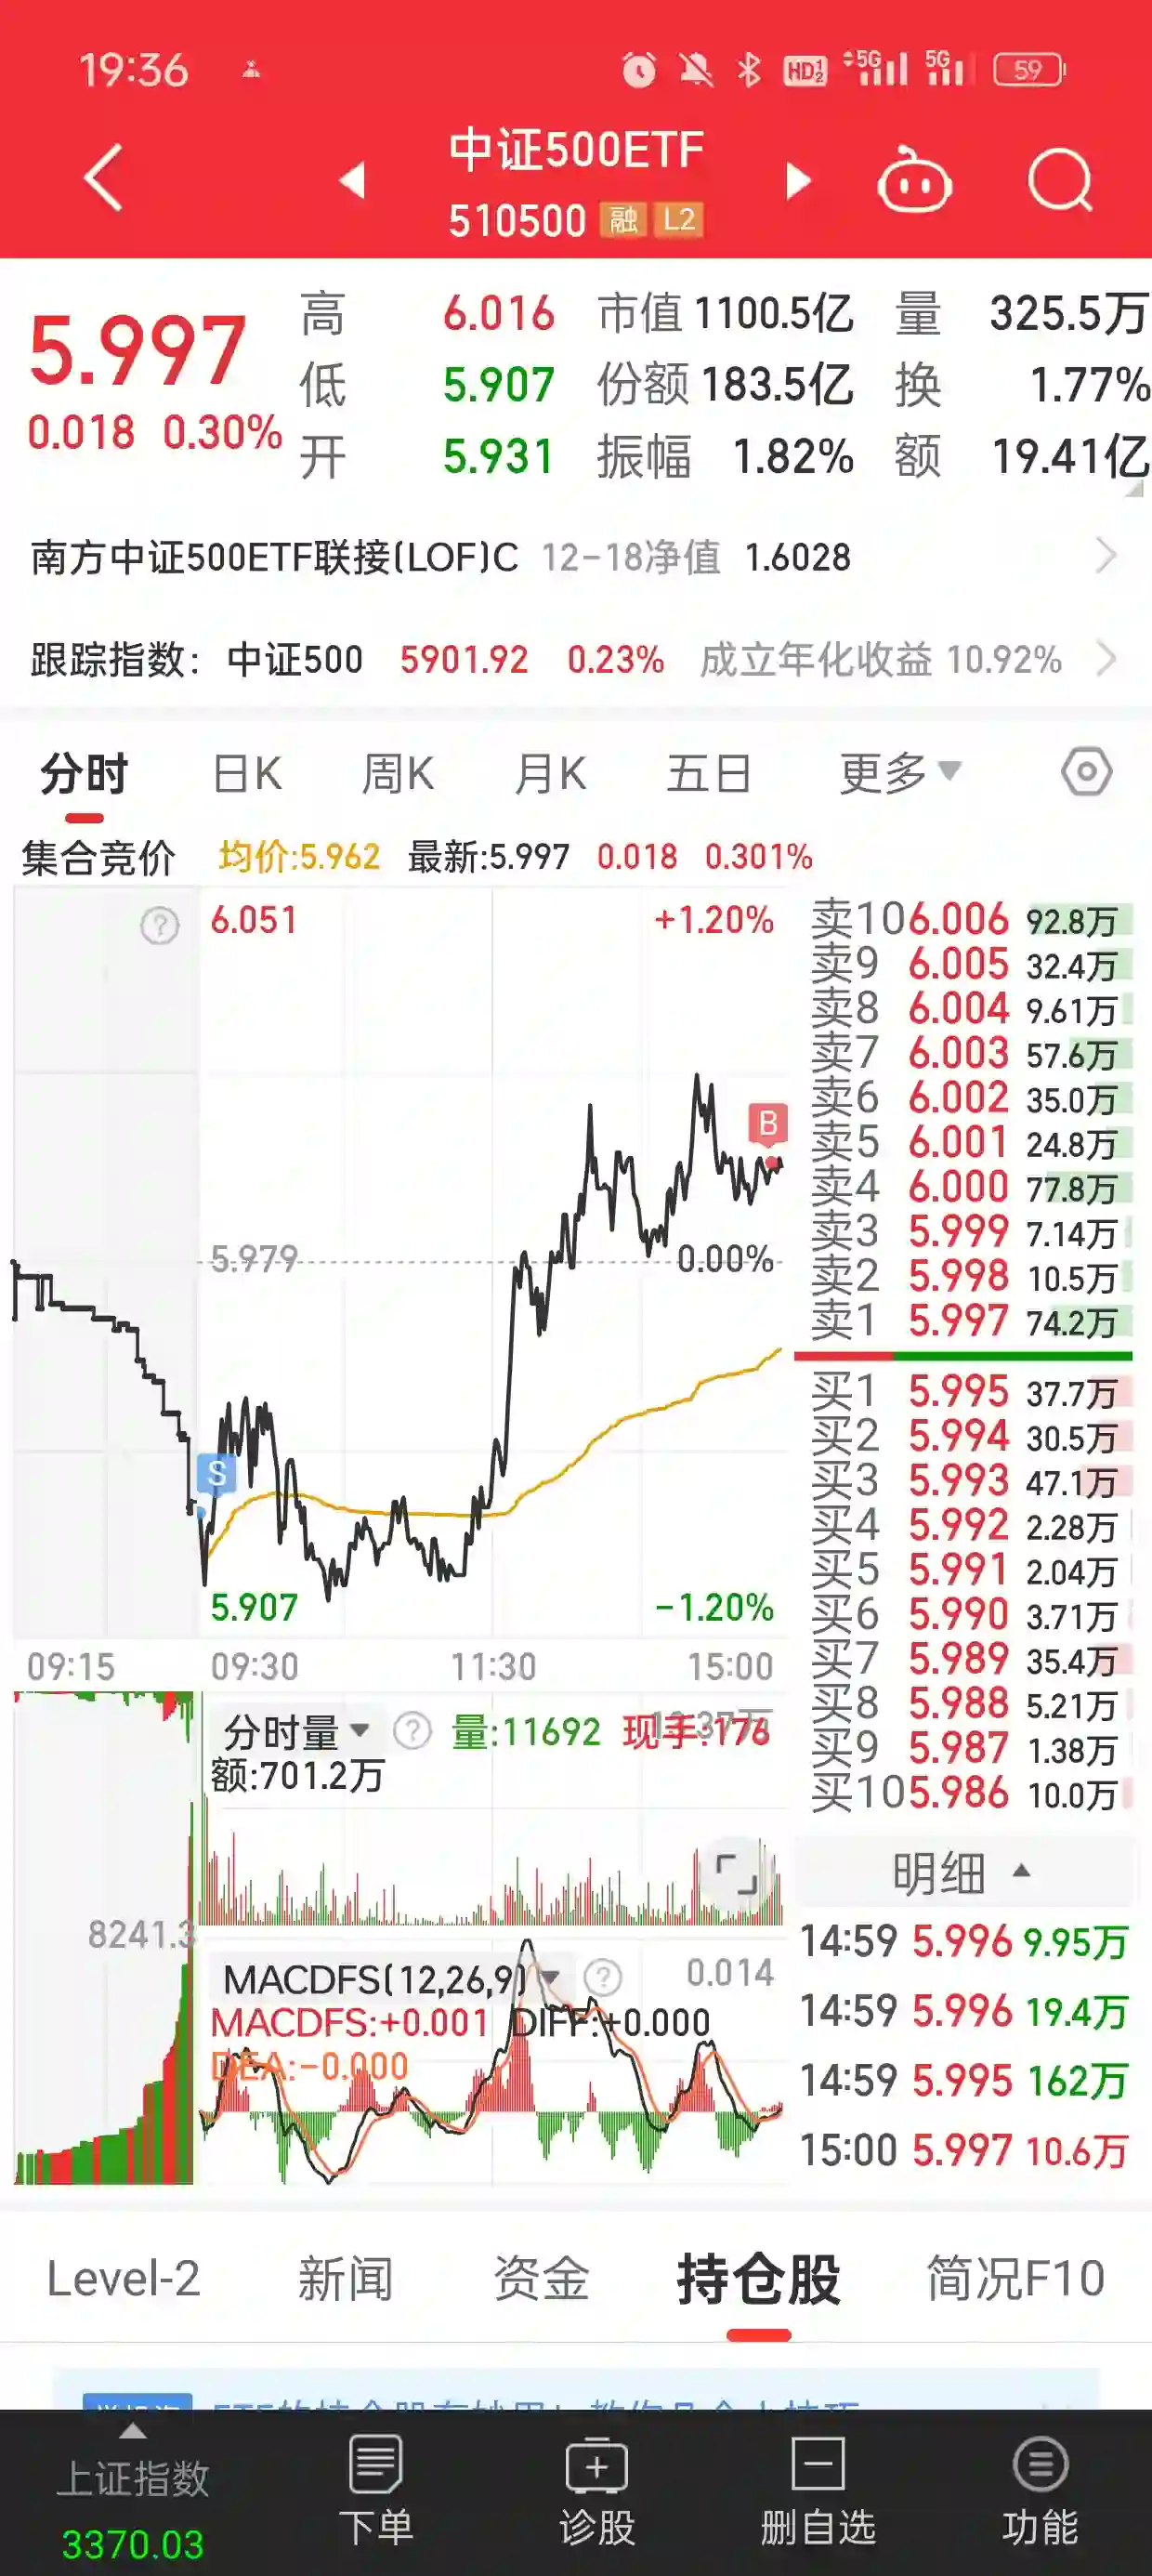 19:36 HD 1 2 5G 5G 59
中证500ETF
510500 融 L2
5.997
0.018 0.30%
高 6.016 市值 1100.5亿 量 325.5万
低 5.907 份额 183.5亿 换 1.77%
开 5.931 振幅 1.82% 额 19.41亿
南方中证500ETF联接(LOF)C 12-18净值 1.6028
跟踪指数: 中证500 5901.92 0.23% 成立年化收益 10.92%
分时 日K 周K 月K 五日 更多
集合竞价 均价:5.962 最新:5.997 0.018 0.301%
? 6.051 +1.20%
B
5.979 0.00%
S
5.907 -1.20%
09:15 09:30 11:30 15:00
卖10 6.006 92.8万
卖9 6.005 32.4万
卖8 6.004 9.61万
卖7 6.003 57.6万
卖6 6.002 35.0万
卖5 6.001 24.8万
卖4 6.000 77.8万
卖3 5.999 7.14万
卖2 5.998 10.5万
卖1 5.997 74.2万
买1 5.995 37.7万
买2 5.994 30.5万
买3 5.993 47.1万
买4 5.992 2.28万
买5 5.991 2.04万
买6 5.990 3.71万
买7 5.989 35.4万
买8 5.988 5.21万
买9 5.987 1.38万
买10 5.986 10.0万
分时量 ? 量:11692 现手:176
额:701.2万
8241.3
MACDFS(12,26,9) ? 0.014
MACDFS:+0.001 DIFF:+0.000
DEA:-0.000
明细
14:59 5.996 9.95万
14:59 5.996 19.4万
14:59 5.995 162万
15:00 5.997 10.6万
Level-2 新闻 资金 持仓股 简况F10
上证指数
3370.03
下单 诊股 删自选 功能